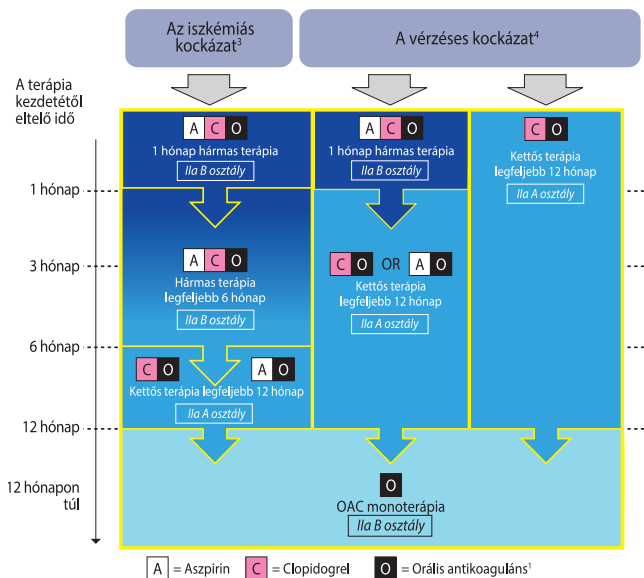 Az iszkémiás
kockázat³
A vérzéses kockázat⁴
A terápia
kezdetétől
eltelő idő
A C O
1 hónap hármas terápia
IIa B osztály
A C O
1 hónap hármas terápia
IIa B osztály
C O
Kettős terápia
legfeljebb 12 hónap
IIa A osztály
1 hónap
3 hónap
A C O
Hármas terápia
legfeljebb 6 hónap
IIa B osztály
C O OR A O
Kettős terápia
legfeljebb 12 hónap
IIa A osztály
6 hónap
C O A O
Kettős terápia legfeljebb 12 hónap
IIa A osztály
12 hónap
12 hónapon
túl
O
OAC monoterápia
IIa B osztály
A = Aszpirin C = Clopidogrel O = Orális antikoaguláns¹